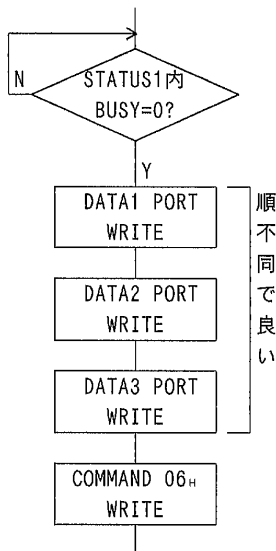 STATUS1内
BUSY=0?
N
Y
DATA1 PORT
WRITE
DATA2 PORT
WRITE
DATA3 PORT
WRITE
順不同で良い
COMMAND 06H
WRITE